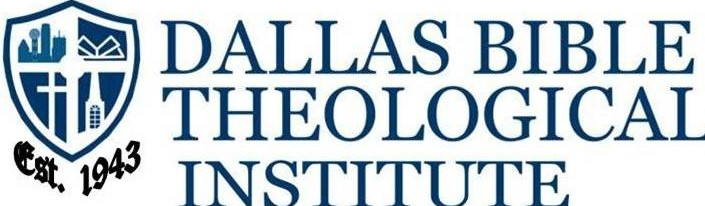 DALLAS BIBLE
THEOLOGICAL
INSTITUTE
Est. 1943